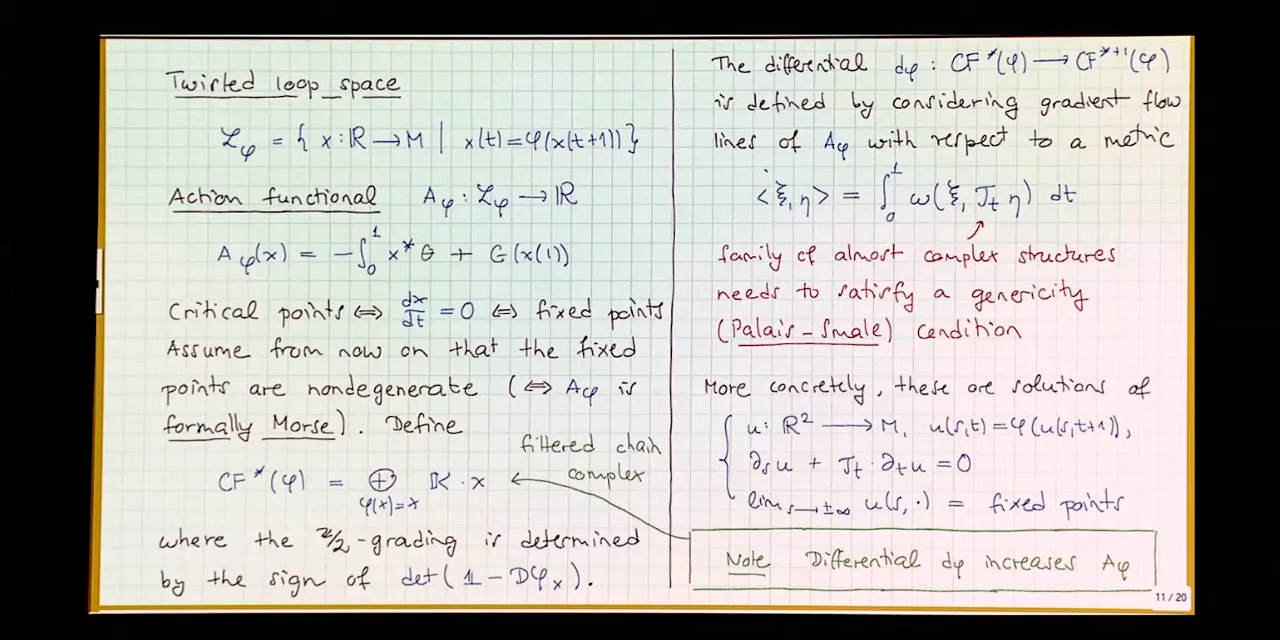 Twisted loop space
ℒ_φ = { x : ℝ → M | x(t) = φ(x(t+1)) }
Action functional A_φ : ℒ_φ → ℝ
A_φ(x) = -∫_0^1 x*θ + G(x(1))
Critical points ⇔ dx/dt = 0 ⇔ fixed points
Assume from now on that the fixed
points are nondegenerate (⇔ A_φ is
formally Morse). Define
filtered chain
complex
CF*(φ) = ⊕_{φ(x)=x} 𝕂·x
where the ℤ/2-grading is determined
by the sign of det(𝟙 - Dφ_x).
The differential d_φ : CF*(φ) → CF*+1(φ)
is defined by considering gradient flow
lines of A_φ with respect to a metric
⟨ξ, η⟩ = ∫_0^1 ω(ξ, J_t η) dt
family of almost complex structures
needs to satisfy a genericity
(Palais-Smale) condition
More concretely, these are solutions of
u : ℝ² → M, u(s,t) = φ(u(s,t+1)),
∂_s u + J_t · ∂_t u = 0
lim_{s→±∞} u(s,·) = fixed points
Note Differential d_φ increases A_φ
11 / 20